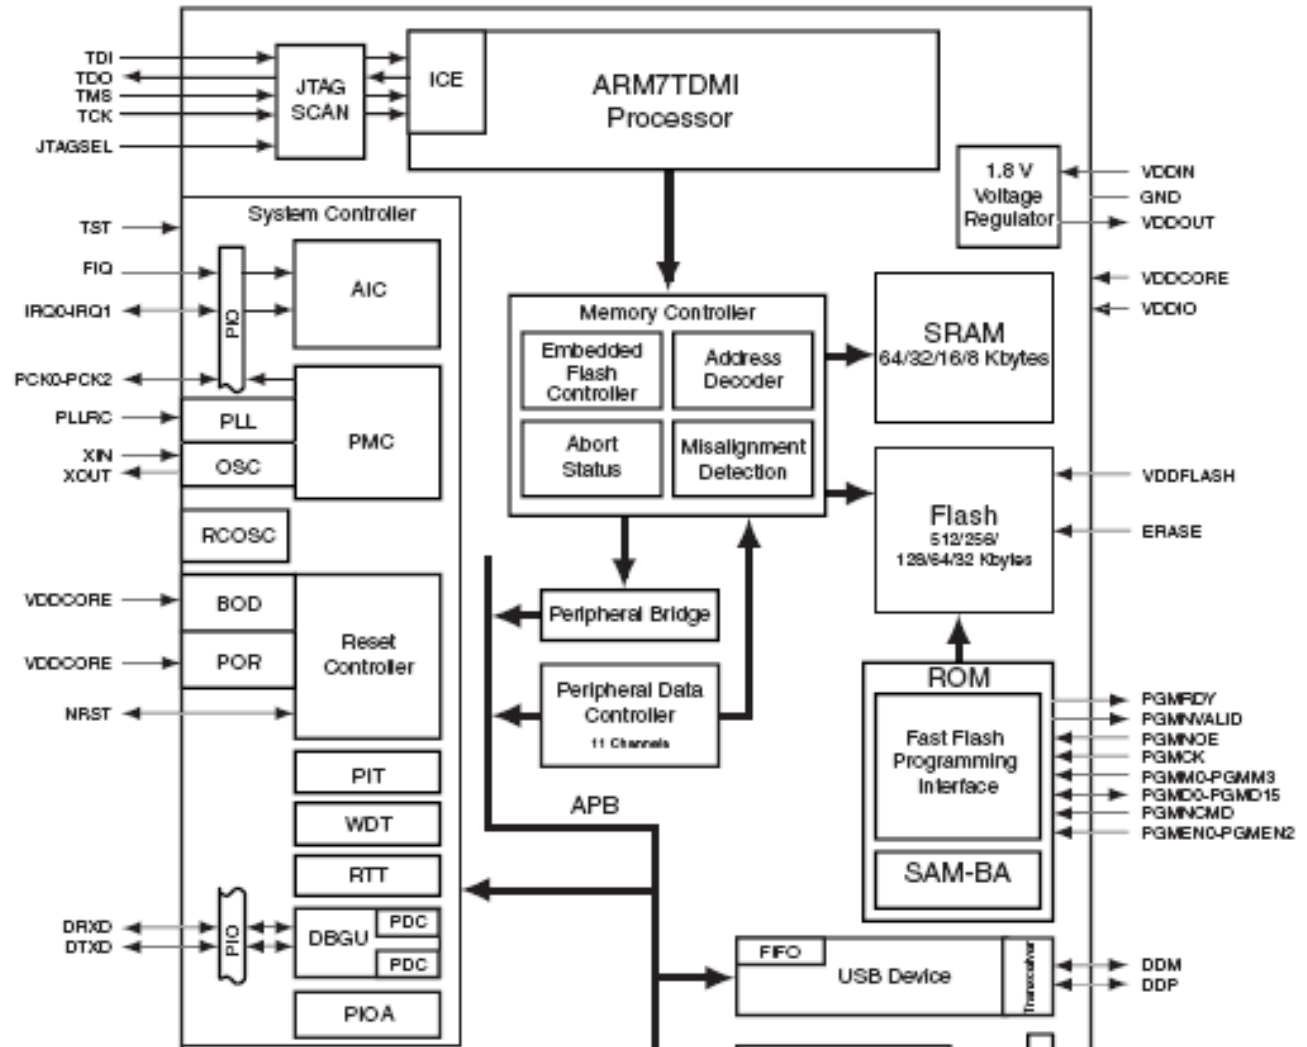 TDI
TDO
TMS
TCK
JTAGSEL
JTAG
SCAN
ICE
ARM7TDMI
Processor
1.8 V
Voltage
Regulator
VDDIN
GND
VDDOUT
VDDCORE
VDDIO
System Controller
TST
FIQ
IRQ0-IRQ1
PIO
AIC
PCK0-PCK2
PLLRC
PLL
PMC
XIN
XOUT
OSC
RCOSC
VDDCORE
BOD
VDDCORE
POR
Reset
Controller
NRST
PIT
WDT
RTT
DRXD
DTXD
PIO
DBGU
PDC
PDC
PIOA
Memory Controller
Embedded
Flash
Controller
Address
Decoder
Abort
Status
Misalignment
Detection
SRAM
64/32/16/8 Kbytes
Flash
512/256/
128/64/32 Kbytes
VDDFLASH
ERASE
Peripheral Bridge
Peripheral Data
Controller
11 Channels
APB
ROM
Fast Flash
Programming
Interface
SAM-BA
PGMRDY
PGMNVALID
PGMNOE
PGMCK
PGMM0-PGMM3
PGMD0-PGMD15
PGMNCMD
PGMEN0-PGMEN2
FIFO
USB Device
Transceiver
DDM
DDP